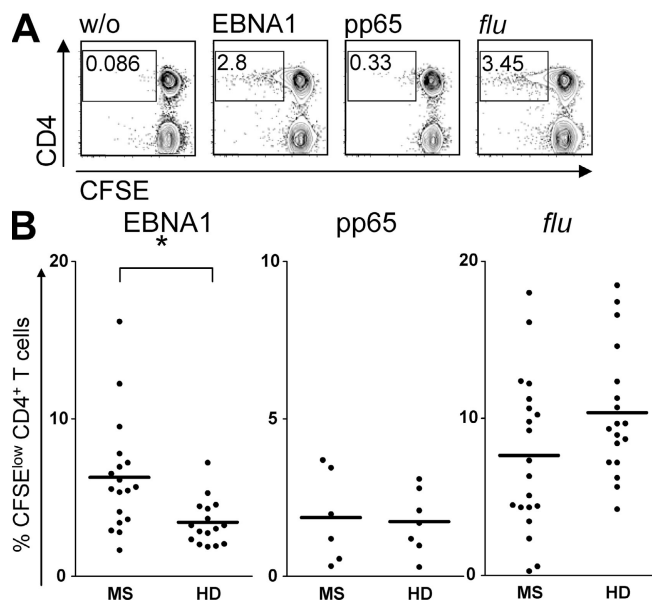 A
w/o EBNA1 pp65 flu
0.086 2.8 0.33 3.45
CD4
CFSE
B
EBNA1 pp65 flu
*
20 10 20
10 5 10
0 0 0
% CFSElow CD4+ T cells
MS HD MS HD MS HD